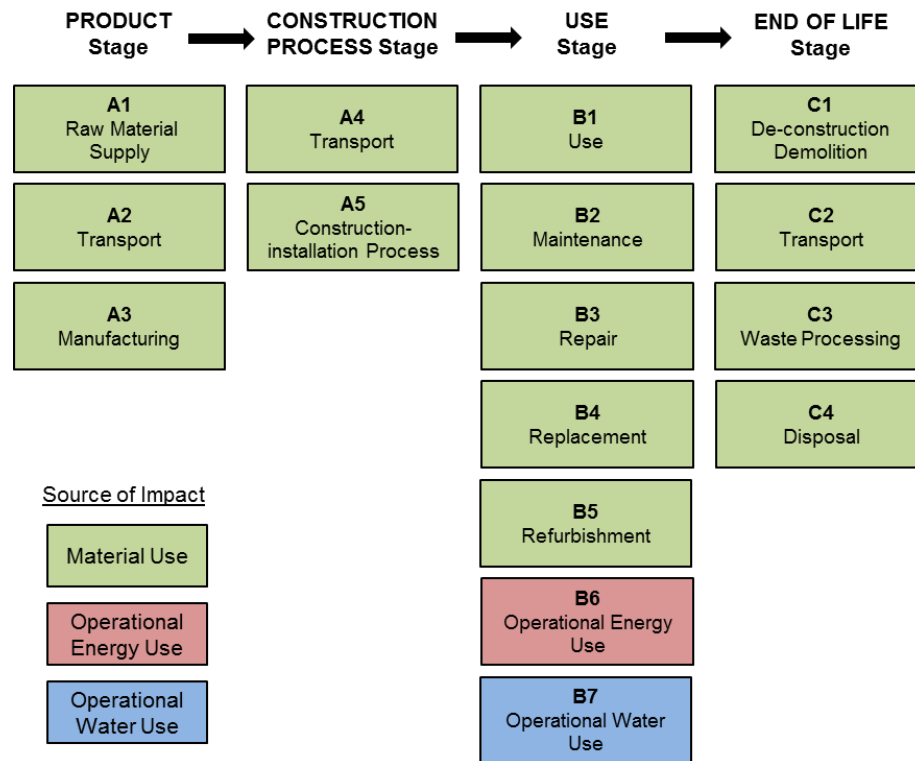 PRODUCT
Stage
CONSTRUCTION
PROCESS Stage
USE
Stage
END OF LIFE
Stage
A1
Raw Material
Supply
A2
Transport
A3
Manufacturing
A4
Transport
A5
Construction-
installation Process
B1
Use
B2
Maintenance
B3
Repair
B4
Replacement
B5
Refurbishment
B6
Operational Energy
Use
B7
Operational Water
Use
C1
De-construction
Demolition
C2
Transport
C3
Waste Processing
C4
Disposal
Source of Impact
Material Use
Operational
Energy Use
Operational
Water Use